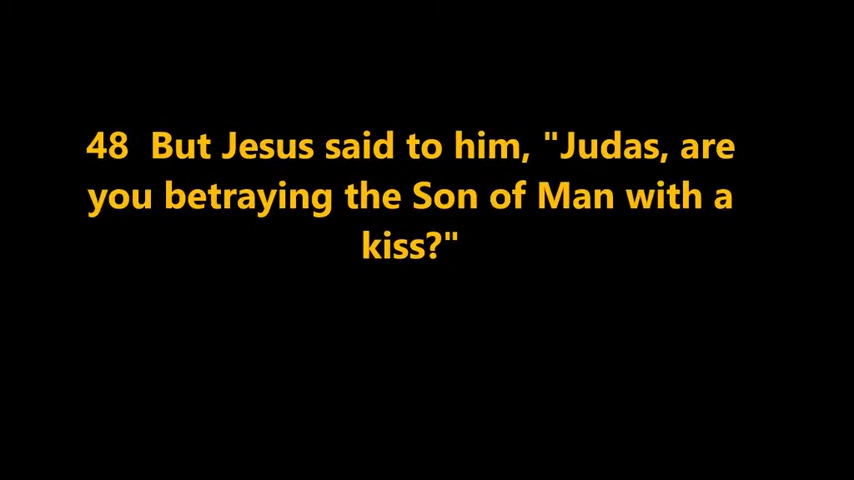 48  But Jesus said to him, "Judas, are
you betraying the Son of Man with a
kiss?"